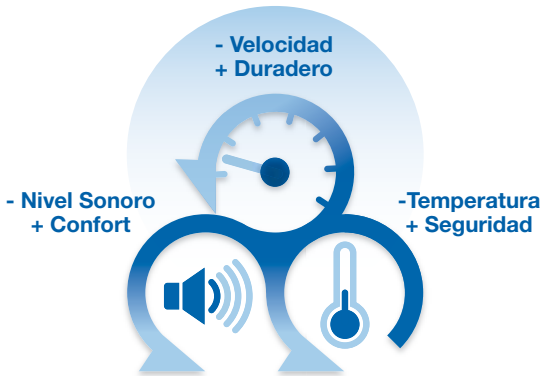 - Velocidad
+ Duradero
- Nivel Sonoro
+ Confort
-Temperatura
+ Seguridad